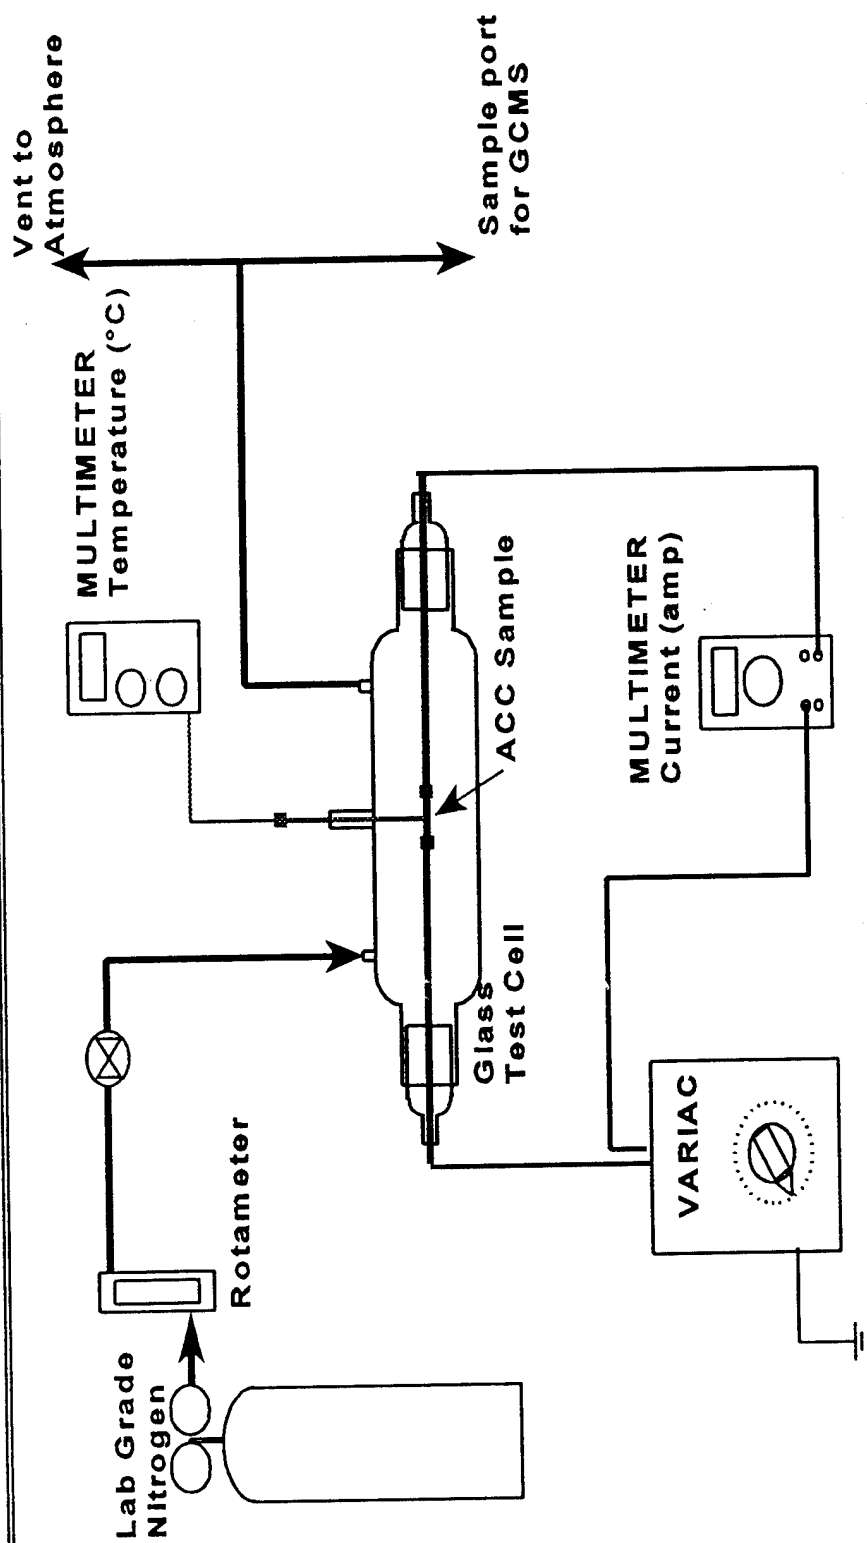 Lab Grade
Nitrogen
Rotameter
MULTIMETER
Temperature (°C)
Vent to
Atmosphere
Sample port
for GCMS
Glass
Test Cell
ACC Sample
VARIAC
MULTIMETER
Current (amp)